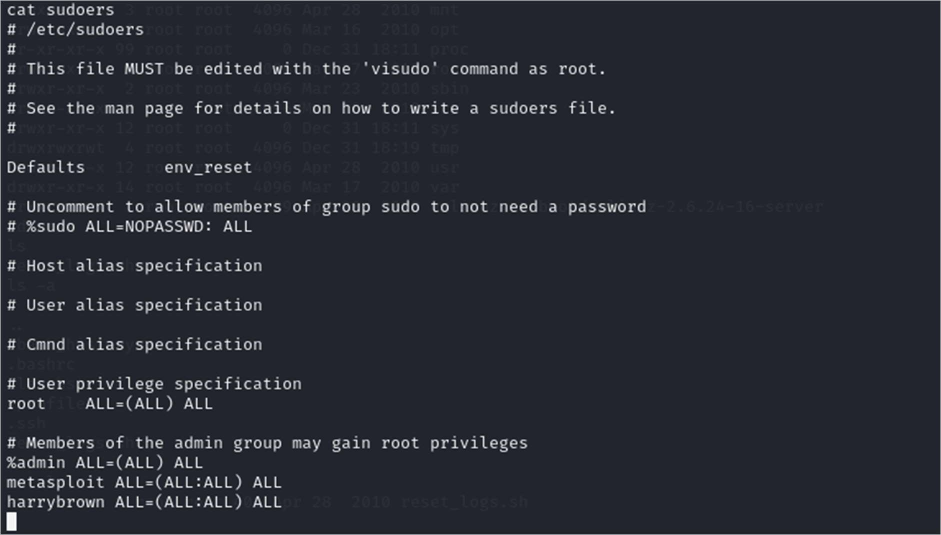 cat sudoers
# /etc/sudoers
#
# This file MUST be edited with the 'visudo' command as root.
#
# See the man page for details on how to write a sudoers file.
#
Defaults        env_reset
# Uncomment to allow members of group sudo to not need a password
# %sudo ALL=NOPASSWD: ALL
# Host alias specification
# User alias specification
# Cmnd alias specification
# User privilege specification
root    ALL=(ALL) ALL
# Members of the admin group may gain root privileges
%admin ALL=(ALL) ALL
metasploit ALL=(ALL:ALL) ALL
harrybrown ALL=(ALL:ALL) ALL